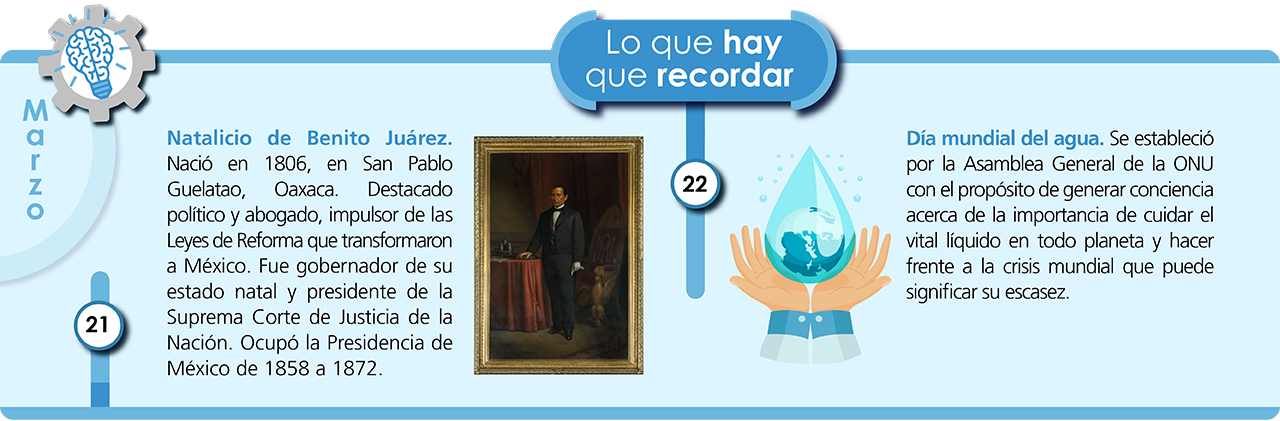 Lo que hay
que recordar
Marzo
21
Natalicio de Benito Juárez.
Nació en 1806, en San Pablo
Guelatao, Oaxaca. Destacado
político y abogado, impulsor de las
Leyes de Reforma que transformaron
a México. Fue gobernador de su
estado natal y presidente de la
Suprema Corte de Justicia de la
Nación. Ocupó la Presidencia de
México de 1858 a 1872.
22
Día mundial del agua. Se estableció
por la Asamblea General de la ONU
con el propósito de generar conciencia
acerca de la importancia de cuidar el
vital líquido en todo planeta y hacer
frente a la crisis mundial que puede
significar su escasez.